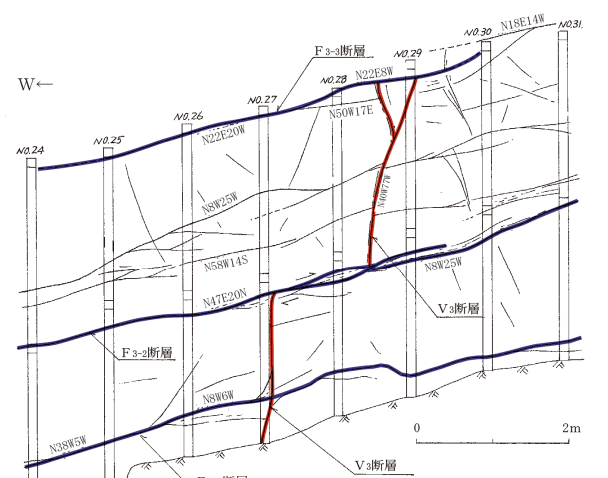 N18E14W
NO.31
NO.30
F3-3断層
NO.29
W←
N22E8W
NO.28
NO.27
N50W17E
NO.26
N22E20W
NO.25
NO.24
N40W77W
N8W25W
N58W14S
N8W25W
N47E20N
V3断層
F3-2断層
N8W6W
0 2m
N38W5W
V3断層